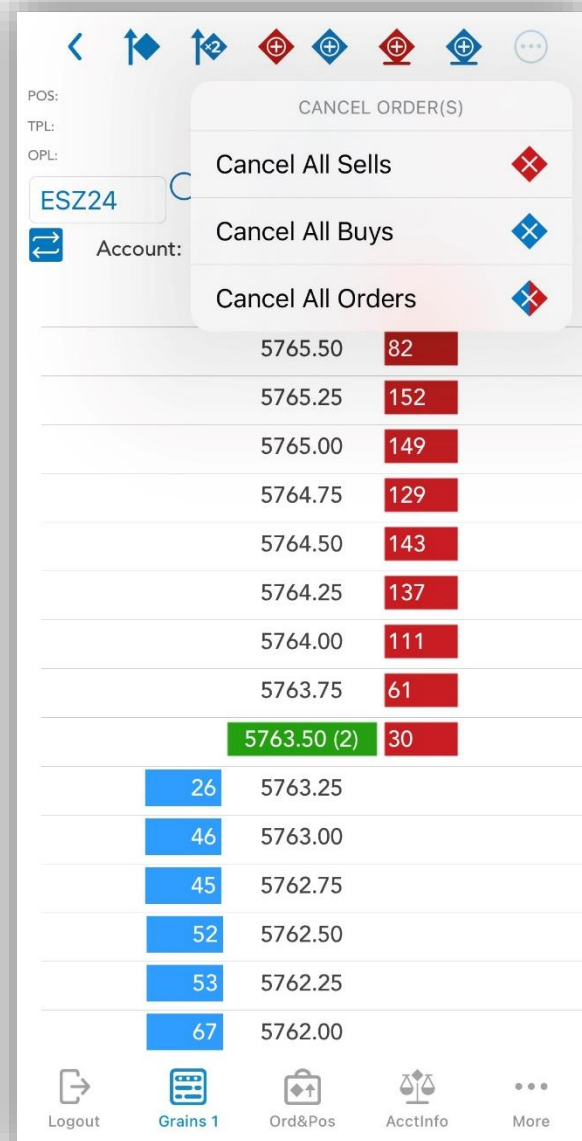 ×2
POS:
TPL:
OPL:
CANCEL ORDER(S)
Cancel All Sells
Cancel All Buys
Cancel All Orders
ESZ24
Account:
5765.50 82
5765.25 152
5765.00 149
5764.75 129
5764.50 143
5764.25 137
5764.00 111
5763.75 61
5763.50 (2) 30
26 5763.25
46 5763.00
45 5762.75
52 5762.50
53 5762.25
67 5762.00
Logout Grains 1 Ord&Pos AcctInfo More